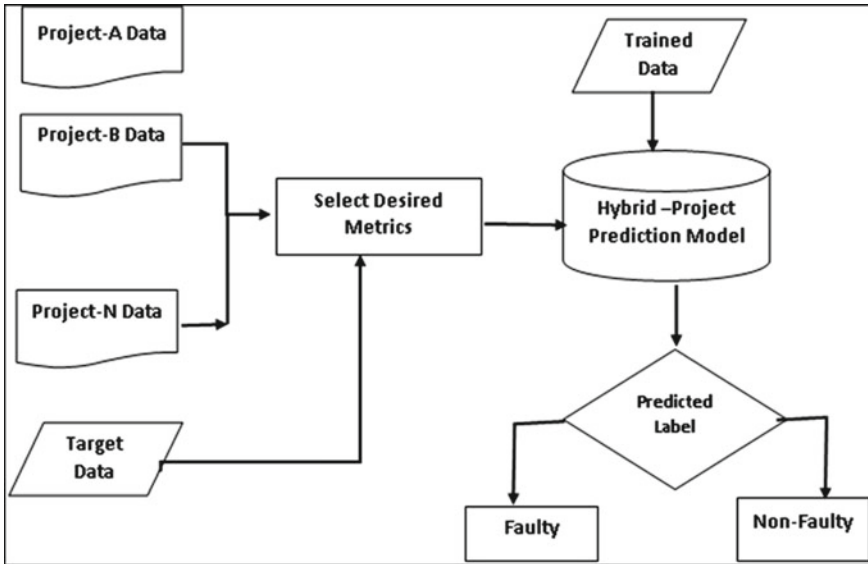 Project-A Data
Project-B Data
Project-N Data
Target
Data
Select Desired
Metrics
Trained
Data
Hybrid –Project
Prediction Model
Predicted
Label
Faulty
Non-Faulty